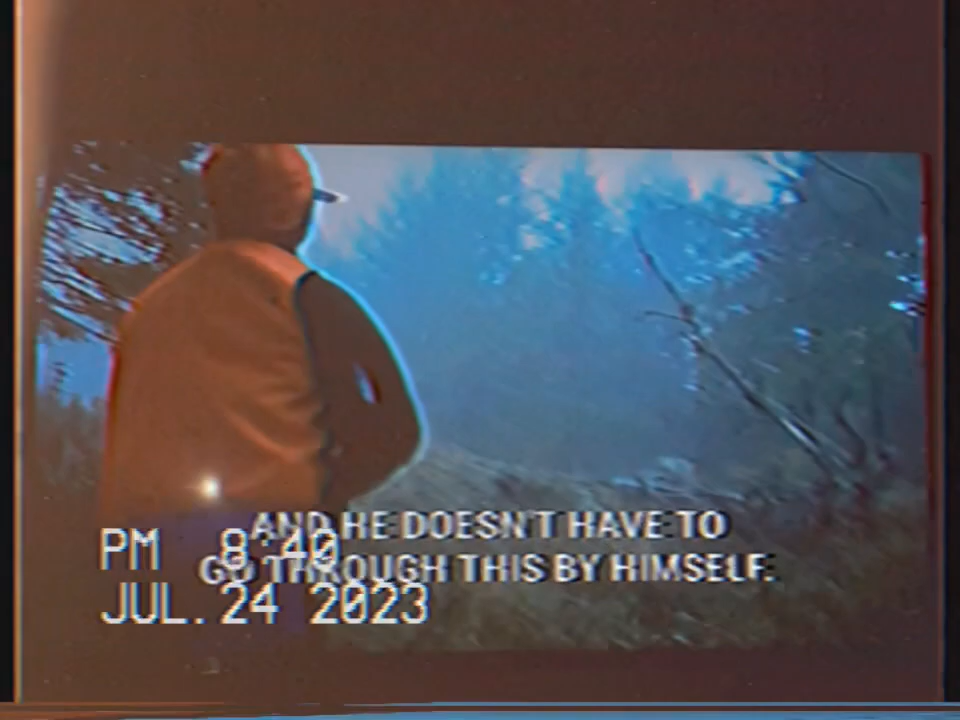 AND HE DOESN'T HAVE TO
GO THROUGH THIS BY HIMSELF.
PM 8:40
JUL. 24 2023